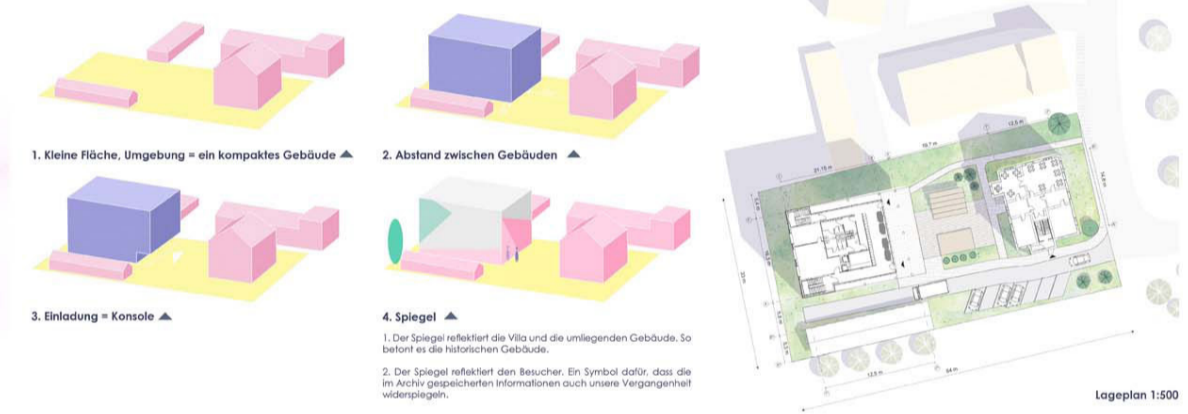 1. Kleine Fläche, Umgebung = ein kompaktes Gebäude
2. Abstand zwischen Gebäuden
3. Einladung = Konsole
4. Spiegel
1. Der Spiegel reflektiert die Villa und die umliegenden Gebäude. So
betont es die historischen Gebäude.
2. Der Spiegel reflektiert den Besucher. Ein Symbol dafür, dass die
im Archiv gespeicherten Informationen auch unsere Vergangenheit
widerspiegeln.
Lageplan 1:500